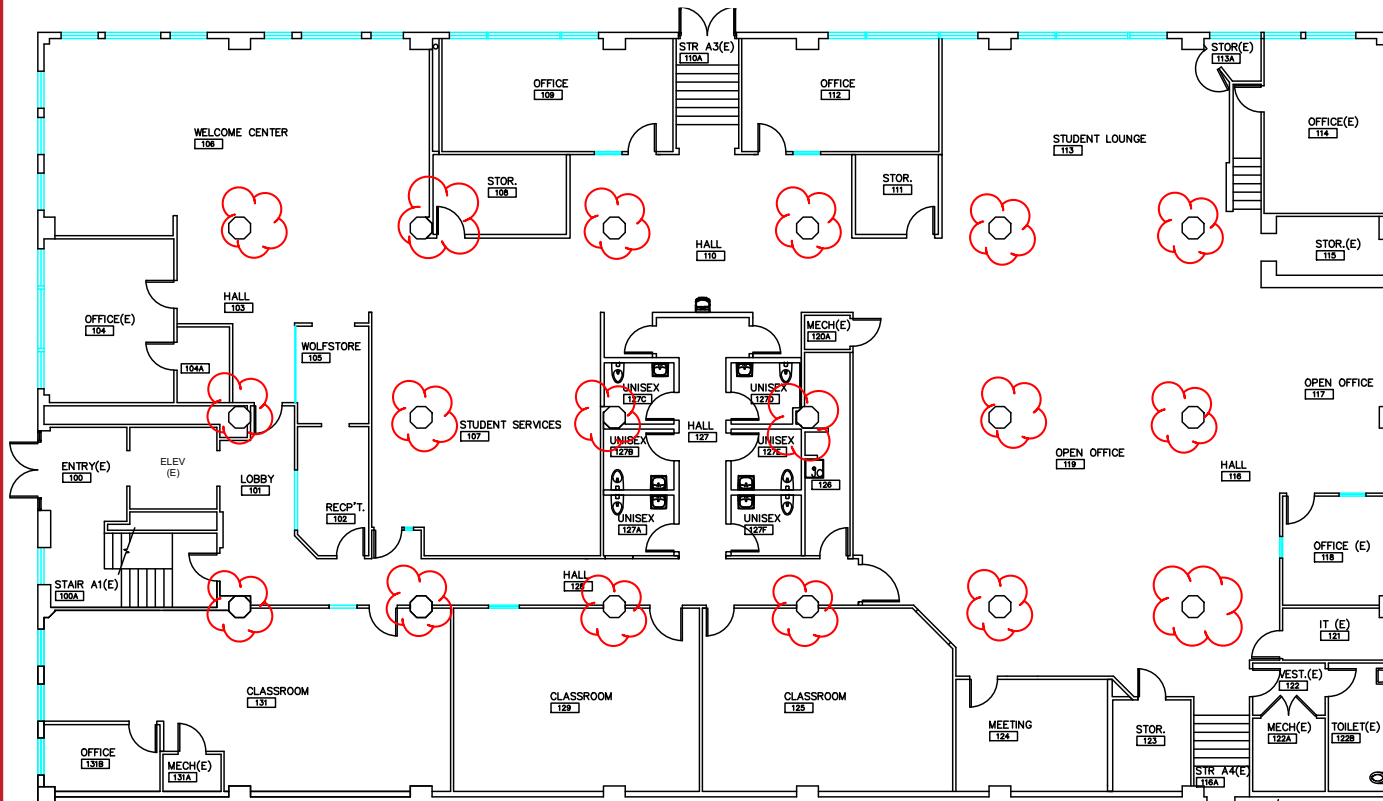 STR A3(E)
110A
STOR(E)
113A
OFFICE
109
OFFICE
112
OFFICE(E)
114
WELCOME CENTER
106
STUDENT LOUNGE
113
STOR.
108
STOR.
111
HALL
110
STOR.(E)
115
HALL
103
OFFICE(E)
104
MECH(E)
120A
WOLFSTORE
105
104A
UNISEX
127C
UNISEX
127D
OPEN OFFICE
117
STUDENT SERVICES
107
HALL
127
UNISEX
127B
UNISEX
127E
OPEN OFFICE
119
ENTRY(E)
100
ELEV
(E)
LOBBY
101
HALL
116
126
RECP'T.
102
UNISEX
127A
UNISEX
127F
OFFICE (E)
118
STAIR A1(E)
100A
HALL
128
IT (E)
121
VEST.(E)
122
CLASSROOM
131
CLASSROOM
129
CLASSROOM
125
MEETING
124
STOR.
123
MECH(E)
122A
TOILET(E)
122B
OFFICE
131B
MECH(E)
131A
STR A4(E)
116A